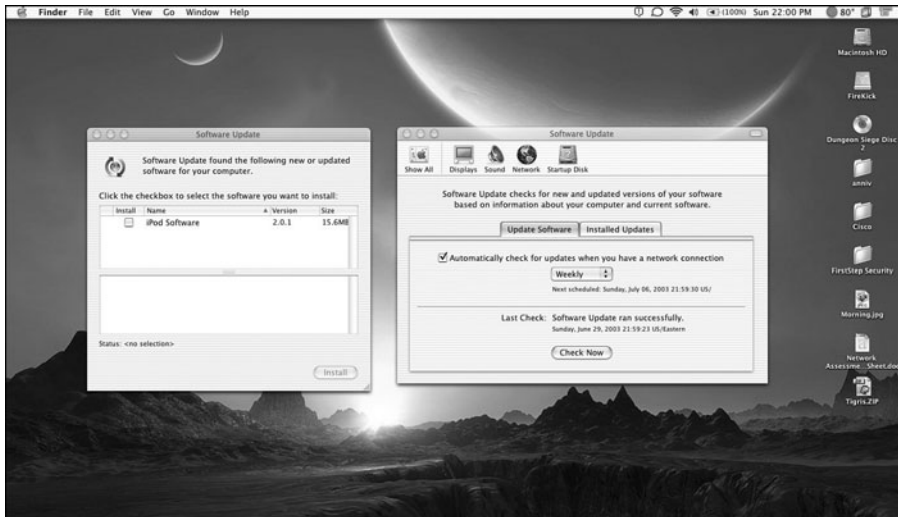 Finder File Edit View Go Window Help
(100%) Sun 22:00 PM 80°
Macintosh HD
FireKick
Dungeon Siege Disc
2
anniv
Cisco
FirstStep Security
Morning.jpg
Network
Assessme...Sheet.doc
Tigris.ZIP
Software Update
Software Update found the following new or updated
software for your computer.
Click the checkbox to select the software you want to install:
Install Name Version Size
iPod Software 2.0.1 15.6MB
Status: <no selection>
Install
Software Update
Show All Displays Sound Network Startup Disk
Software Update checks for new and updated versions of your software
based on information about your computer and current software.
Update Software Installed Updates
Automatically check for updates when you have a network connection
Weekly
Next scheduled: Sunday, July 06, 2003 21:59:30 US/
Last Check: Software Update ran successfully.
Sunday, June 29, 2003 21:59:23 US/Eastern
Check Now